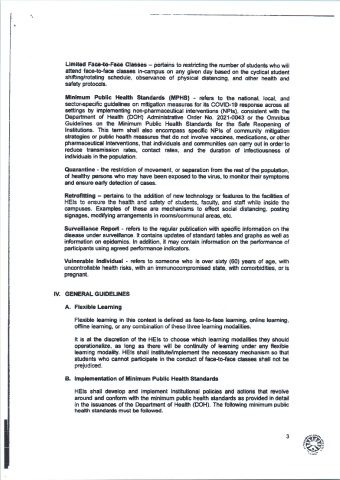 Limited Face-to-Face Classes – pertains to restricting the number of students who will
attend face-to-face classes in-campus on any given day based on the cyclical student
shifting/rotating schedule, observance of physical distancing, and other health and
safety protocols.
Minimum Public Health Standards (MPHS) - refers to the national, local, and
sector-specific guidelines on mitigation measures for its COVID-19 response across all
settings by implementing non-pharmaceutical interventions (NPIs), consistent with the
Department of Health (DOH) Administrative Order No. 2021-0043 or the Omnibus
Guidelines on the Minimum Public Health Standards for the Safe Reopening of
Institutions. This term shall also encompass specific NPIs of community mitigation
strategies or public health measures that do not involve vaccines, medications, or other
pharmaceutical interventions, that individuals and communities can carry out in order to
reduce transmission rates, contact rates, and the duration of infectiousness of
individuals in the population.
Quarantine - the restriction of movement, or separation from the rest of the population,
of healthy persons who may have been exposed to the virus, to monitor their symptoms
and ensure early detection of cases.
Retrofitting – pertains to the addition of new technology or features to the facilities of
HEIs to ensure the health and safety of students, faculty, and staff while inside the
campuses. Examples of these are mechanisms to effect social distancing, posting
signages, modifying arrangements in rooms/communal areas, etc.
Surveillance Report - refers to the regular publication with specific information on the
disease under surveillance. It contains updates of standard tables and graphs as well as
information on epidemics. In addition, it may contain information on the performance of
participants using agreed performance indicators.
Vulnerable Individual - refers to someone who is over sixty (60) years of age, with
uncontrollable health risks, with an immunocompromised state, with comorbidities, or is
pregnant.
IV. GENERAL GUIDELINES
A. Flexible Learning
Flexible learning in this context is defined as face-to-face learning, online learning,
offline learning, or any combination of these three learning modalities.
It is at the discretion of the HEIs to choose which learning modalities they should
operationalize, as long as there will be continuity of learning under any flexible
learning modality. HEIs shall institute/implement the necessary mechanism so that
students who cannot participate in the conduct of face-to-face classes shall not be
prejudiced.
B. Implementation of Minimum Public Health Standards
HEIs shall develop and implement institutional policies and actions that revolve
around and conform with the minimum public health standards as provided in detail
in the issuances of the Department of Health (DOH). The following minimum public
health standards must be followed.
3